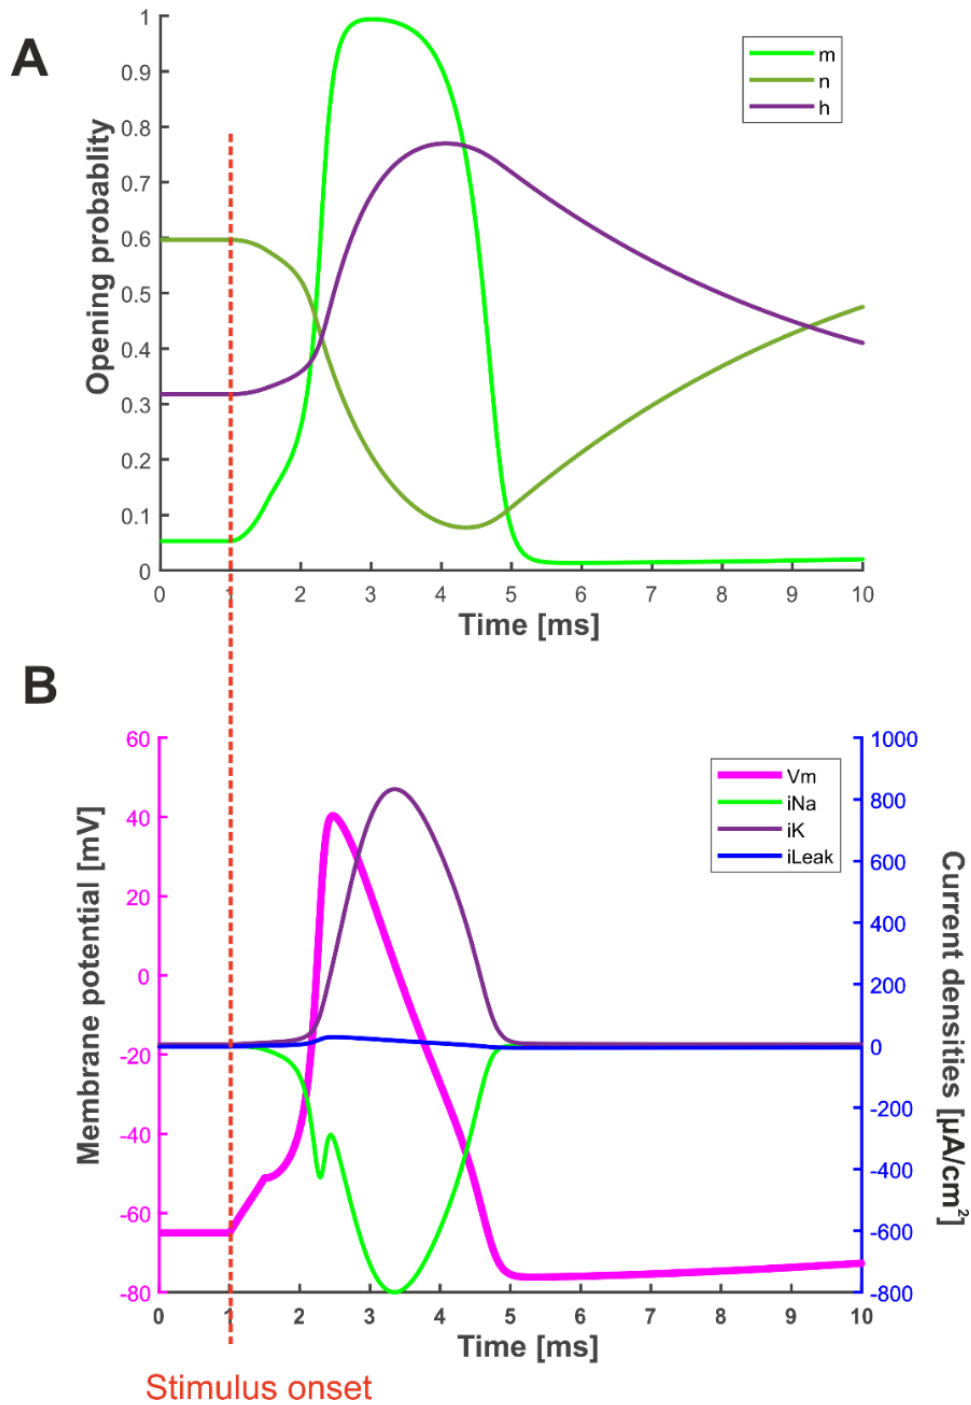 A
1
0.9
0.8
0.7
0.6
0.5
0.4
0.3
0.2
0.1
0
Opening probablity
m
n
h
0 1 2 3 4 5 6 7 8 9 10
Time [ms]
B
60
40
20
0
-20
-40
-60
-80
Membrane potential [mV]
Vm
iNa
iK
iLeak
1000
800
600
400
200
0
-200
-400
-600
-800
Current densities [µA/cm²]
0 1 2 3 4 5 6 7 8 9 10
Time [ms]
Stimulus onset